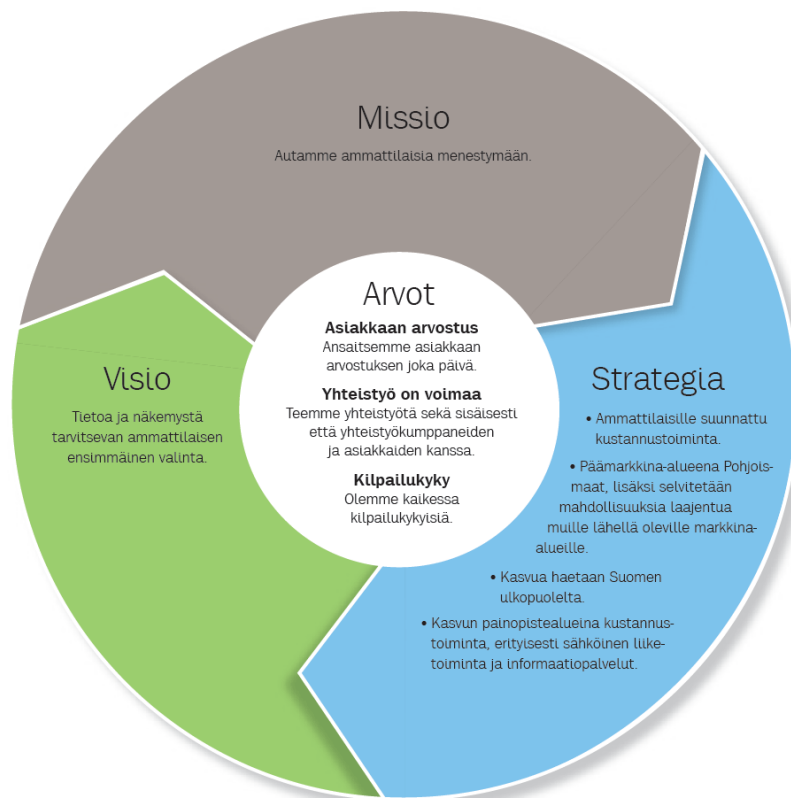 Missio
Autamme ammattilaisia menestymään.
Arvot
Asiakkaan arvostus
Ansaitsemme asiakkaan
arvostuksen joka päivä.
Yhteistyö on voimaa
Teemme yhteistyötä sekä sisäisesti
että yhteistyökumppaneiden
ja asiakkaiden kanssa.
Kilpailukyky
Olemme kaikessa
kilpailukykyisiä.
Visio
Tietoa ja näkemystä
tarvitsevan ammattilaisen
ensimmäinen valinta.
Strategia
• Ammattilaisille suunnattu
kustannustoiminta.
• Päämarkkina-alueena Pohjois-
maat, lisäksi selvitetään
mahdollisuuksia laajentua
muille lähellä oleville markkina-
alueille.
• Kasvua haetaan Suomen
ulkopuolelta.
• Kasvun painopistealueina kustannus-
toiminta, erityisesti sähköinen liike-
toiminta ja informaatiopalvelut.